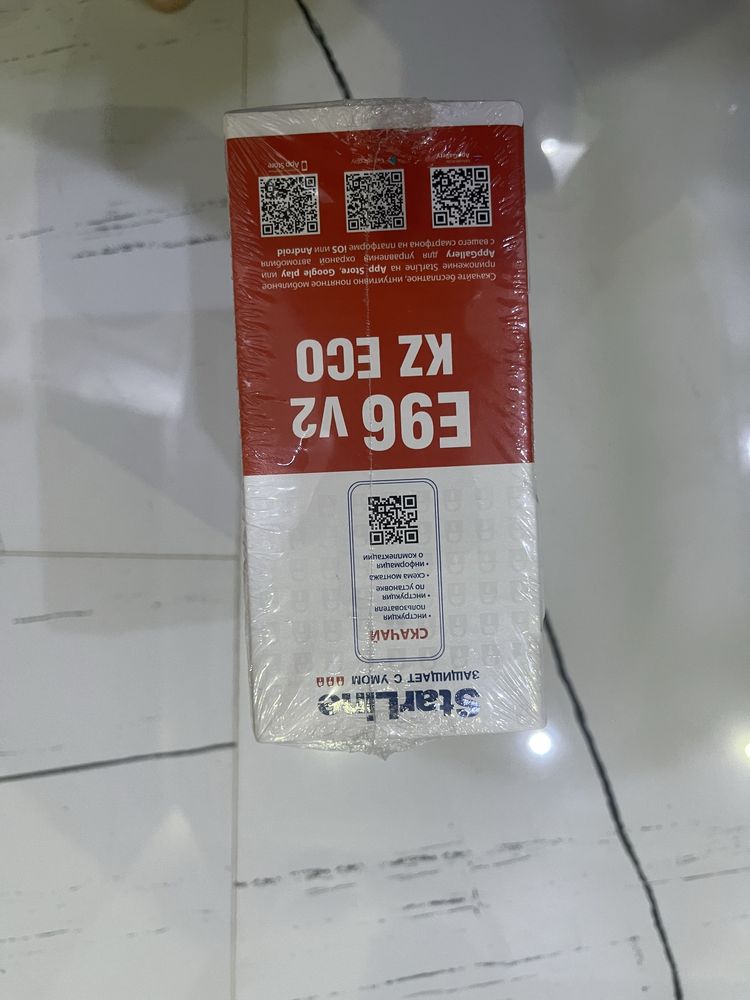 StarLine
ЗАЩИЩАЕТ С УМОМ
СКАЧАЙ
• инструкция
пользователя
• инструкция
по установке
• схема монтажа
• информация
о комплектации
E96 V2
KZ ECO
Скачайте бесплатное, интуитивно понятное мобильное
приложение StarLine на App Store, Google play или
AppGallery для управления охраной автомобиля
с вашего смартфона на платформе iOS или Android
AppGallery
Google play
App Store